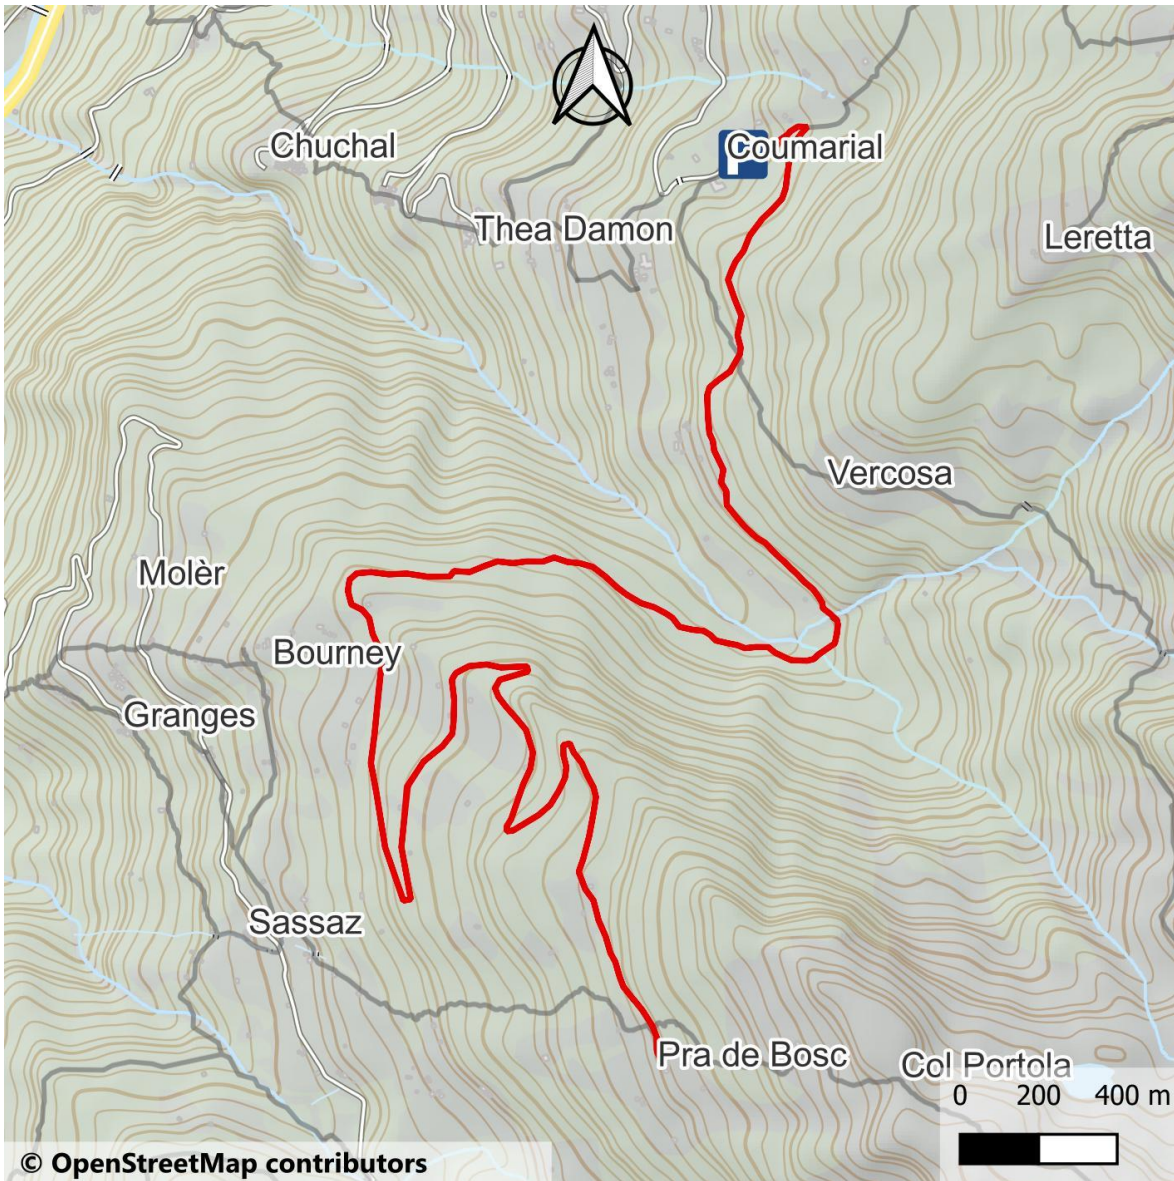 Chuchal
P
Coumarial
Thea Damon
Leretta
Vercosa
Molèr
Bourney
Granges
Sassaz
Pra de Bosc
Col Portola
0 200 400 m
© OpenStreetMap contributors